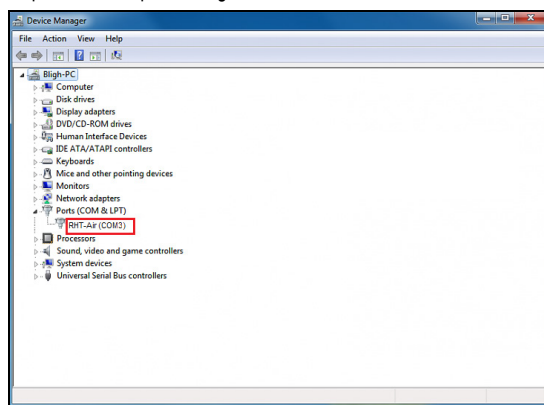 Device Manager
File Action View Help
Bligh-PC
Computer
Disk drives
Display adapters
DVD/CD-ROM drives
Human Interface Devices
IDE ATA/ATAPI controllers
Keyboards
Mice and other pointing devices
Monitors
Network adapters
Ports (COM & LPT)
RHT-Air (COM3)
Processors
Sound, video and game controllers
System devices
Universal Serial Bus controllers